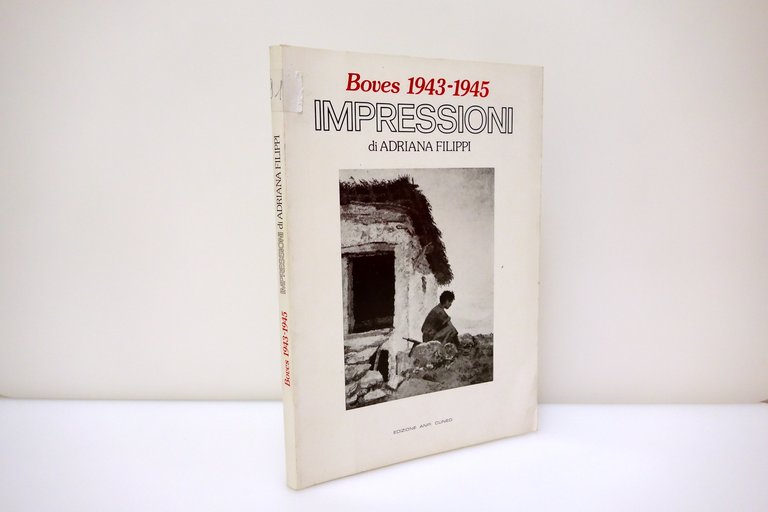 Boves 1943-1945
IMPRESSIONI
di ADRIANA FILIPPI
EDIZIONE ANPI CUNEO
Boves 1943-1945 IMPRESSIONI di ADRIANA FILIPPI